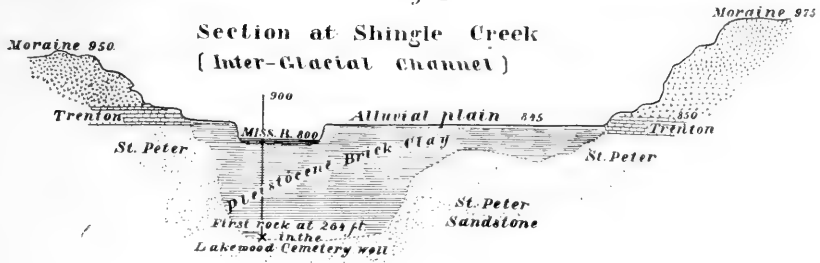 Section at Shingle Creek
( Inter-Glacial Channel )
Moraine 950.
Moraine 975
900
Alluvial plain 845
MISS. R. 800
Trenton
850
Trenton
St. Peter
St. Peter
Pleistocene Brick Clay
St. Peter
Sandstone
First rock at 264 ft.
in the
Lakewood Cemetery well